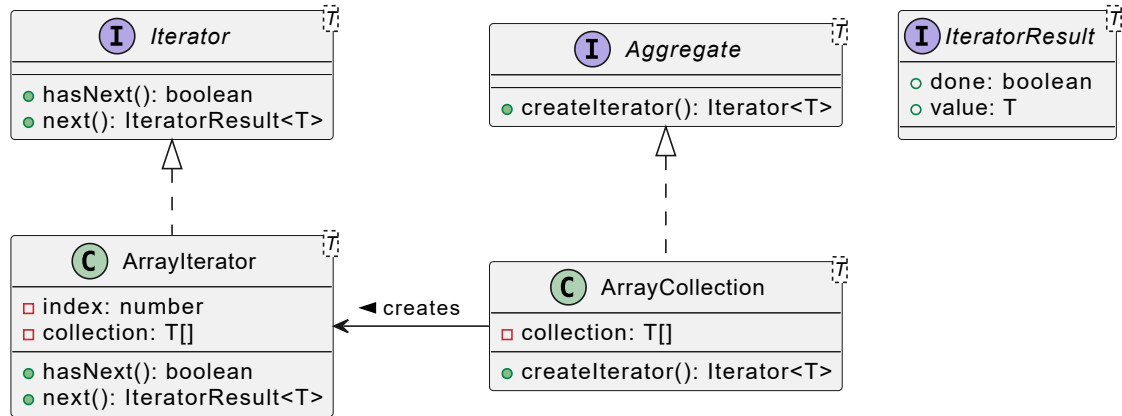 I Iterator T
hasNext(): boolean
next(): IteratorResult<T>
I Aggregate T
createIterator(): Iterator<T>
I IteratorResult T
done: boolean
value: T
C ArrayIterator T
index: number
collection: T[]
hasNext(): boolean
next(): IteratorResult<T>
◄ creates
C ArrayCollection T
collection: T[]
createIterator(): Iterator<T>